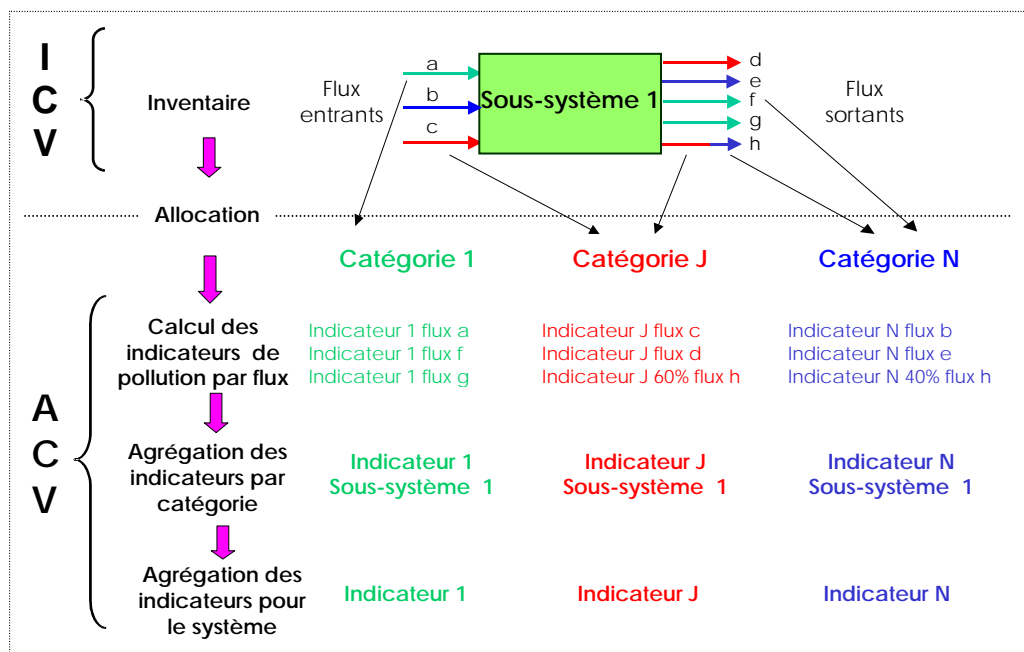 I
C
V
Inventaire
Flux
entrants
a
b
c
Sous-système 1
d
e
f
g
h
Flux
sortants
Allocation
Catégorie 1
Catégorie J
Catégorie N
A
C
V
Calcul des
indicateurs de
pollution par flux
Indicateur 1 flux a
Indicateur 1 flux f
Indicateur 1 flux g
Indicateur J flux c
Indicateur J flux d
Indicateur J 60% flux h
Indicateur N flux b
Indicateur N flux e
Indicateur N 40% flux h
Agrégation des
indicateurs par
catégorie
Indicateur 1
Sous-système 1
Indicateur J
Sous-système 1
Indicateur N
Sous-système 1
Agrégation des
indicateurs pour
le système
Indicateur 1
Indicateur J
Indicateur N